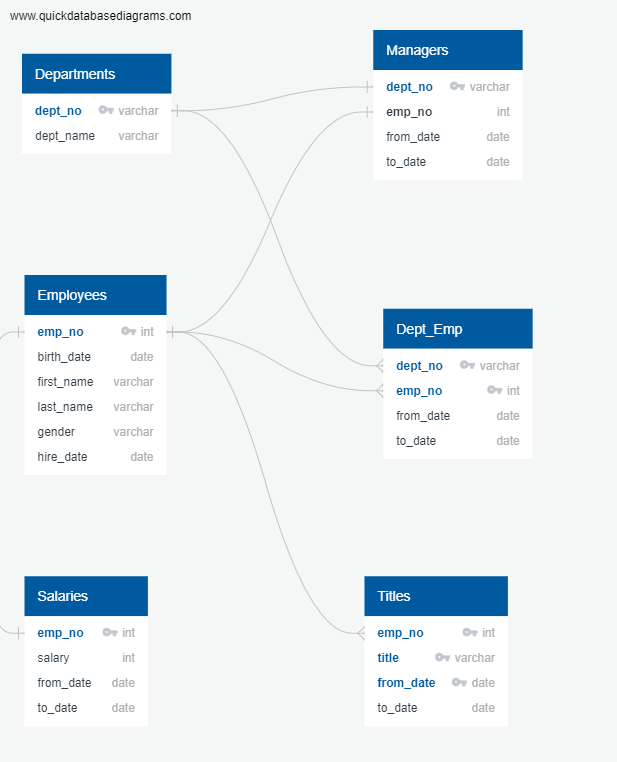 www.quickdatabasediagrams.com
Departments
dept_no varchar
dept_name varchar
Managers
dept_no varchar
emp_no int
from_date date
to_date date
Employees
emp_no int
birth_date date
first_name varchar
last_name varchar
gender varchar
hire_date date
Dept_Emp
dept_no varchar
emp_no int
from_date date
to_date date
Salaries
emp_no int
salary int
from_date date
to_date date
Titles
emp_no int
title varchar
from_date date
to_date date